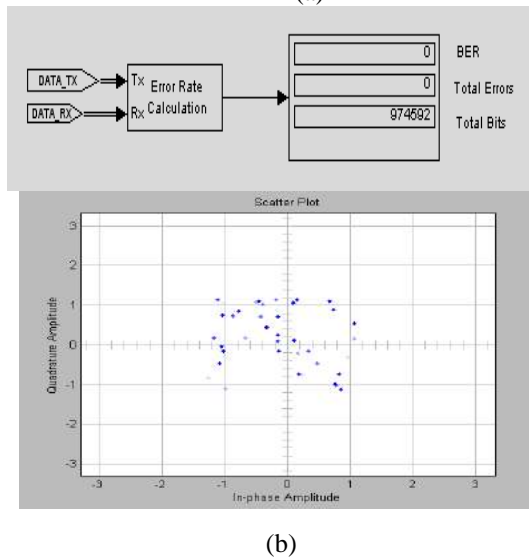 (a)
DATA_TX
DATA_RX
Tx
Rx
Error Rate
Calculation
0
BER
0
Total Errors
974592
Total Bits
Scatter Plot
Quadrature Amplitude
3
2
1
0
-1
-2
-3
-3 -2 -1 0 1 2 3
In-phase Amplitude
(b)